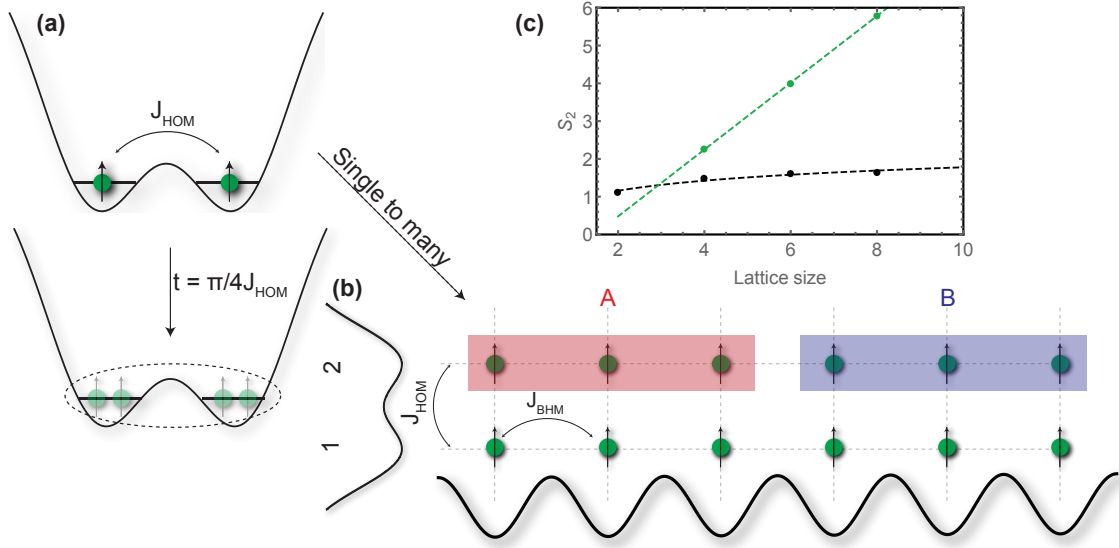 (a)
J_HOM
t = π/4J_HOM
Single to many
(b)
1
2
J_HOM
J_BHM
A
B
(c)
S_2
6
5
4
3
2
1
0
2
4
6
8
10
Lattice size